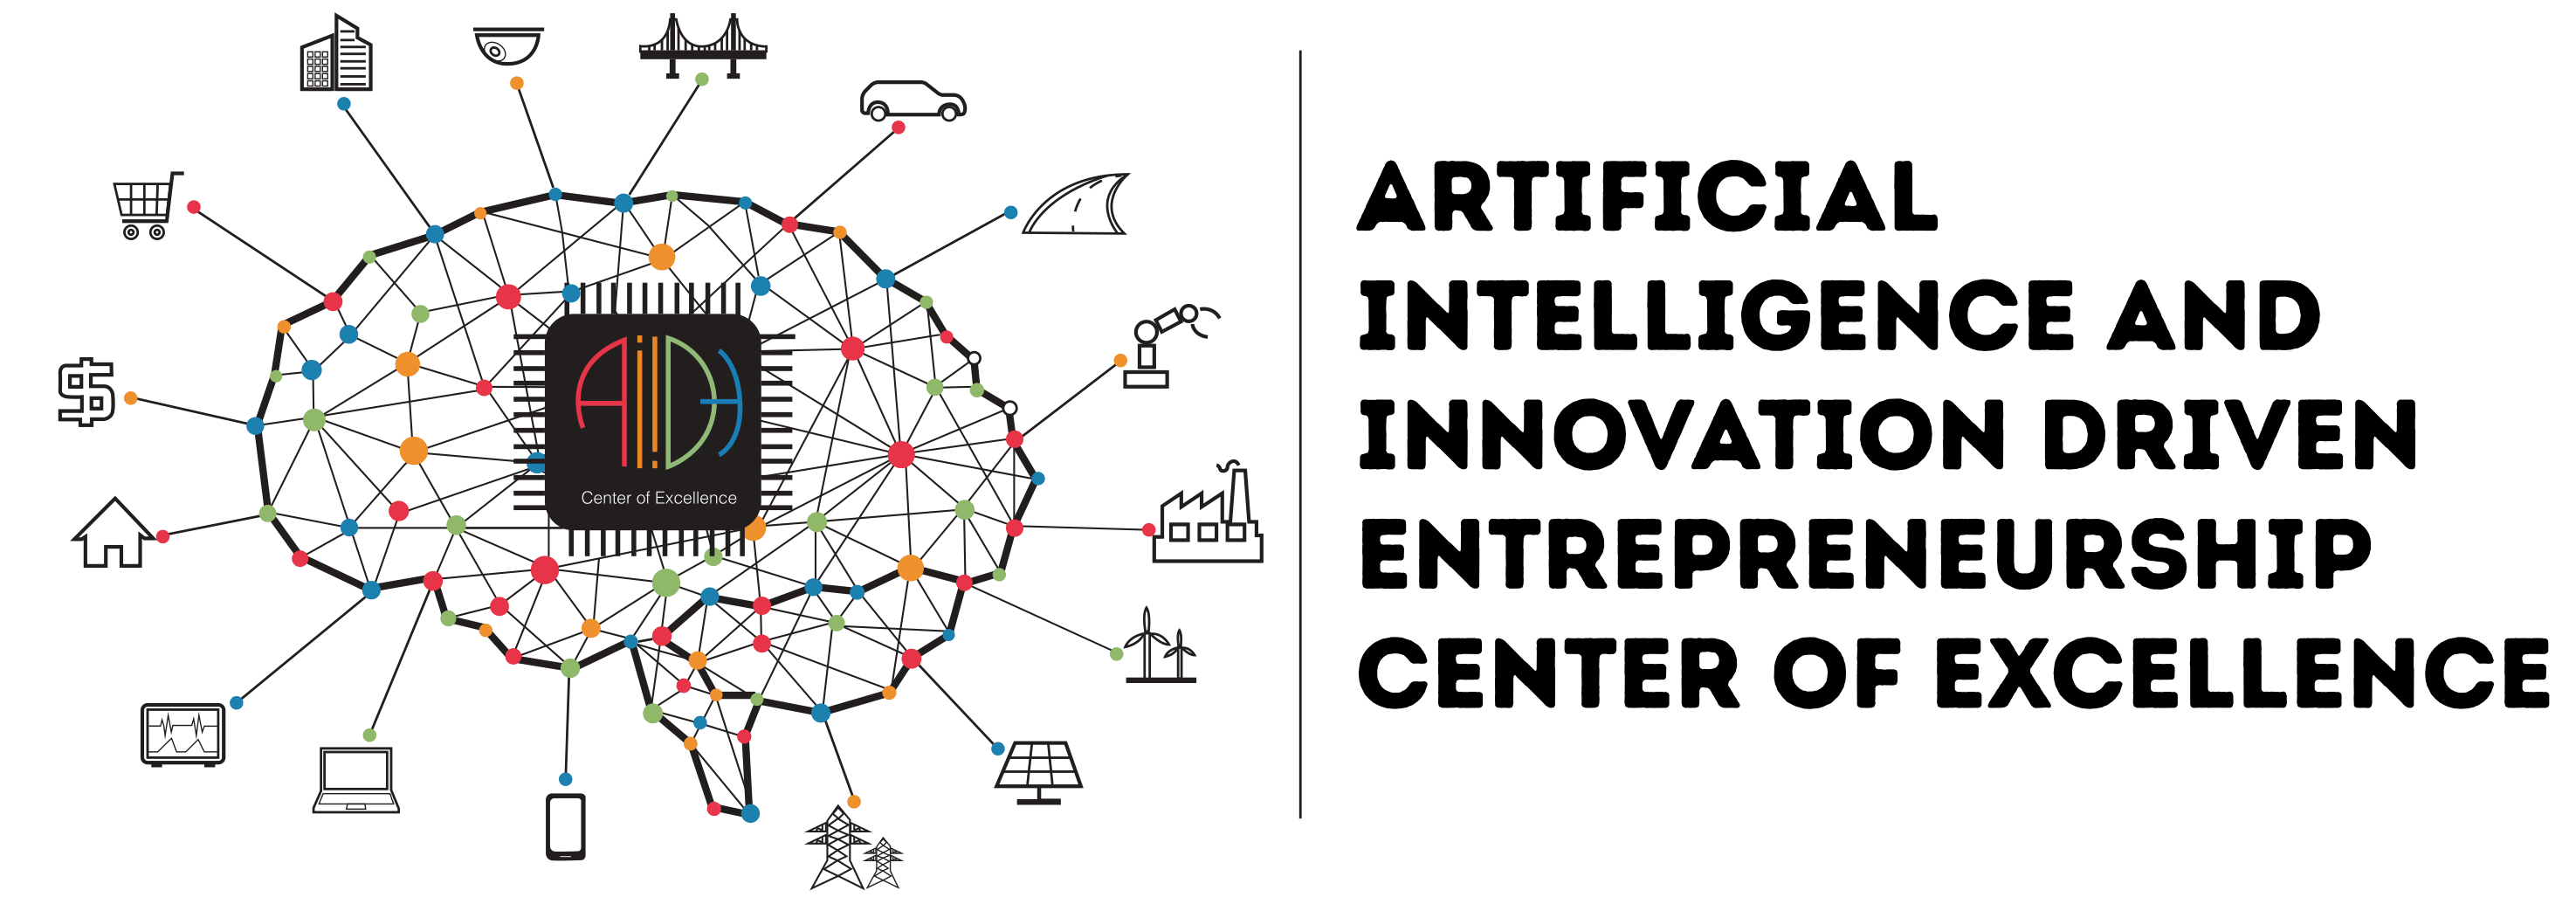 AiiDE
Center of Excellence
ARTIFICIAL
INTELLIGENCE AND
INNOVATION DRIVEN
ENTREPRENEURSHIP
CENTER OF EXCELLENCE